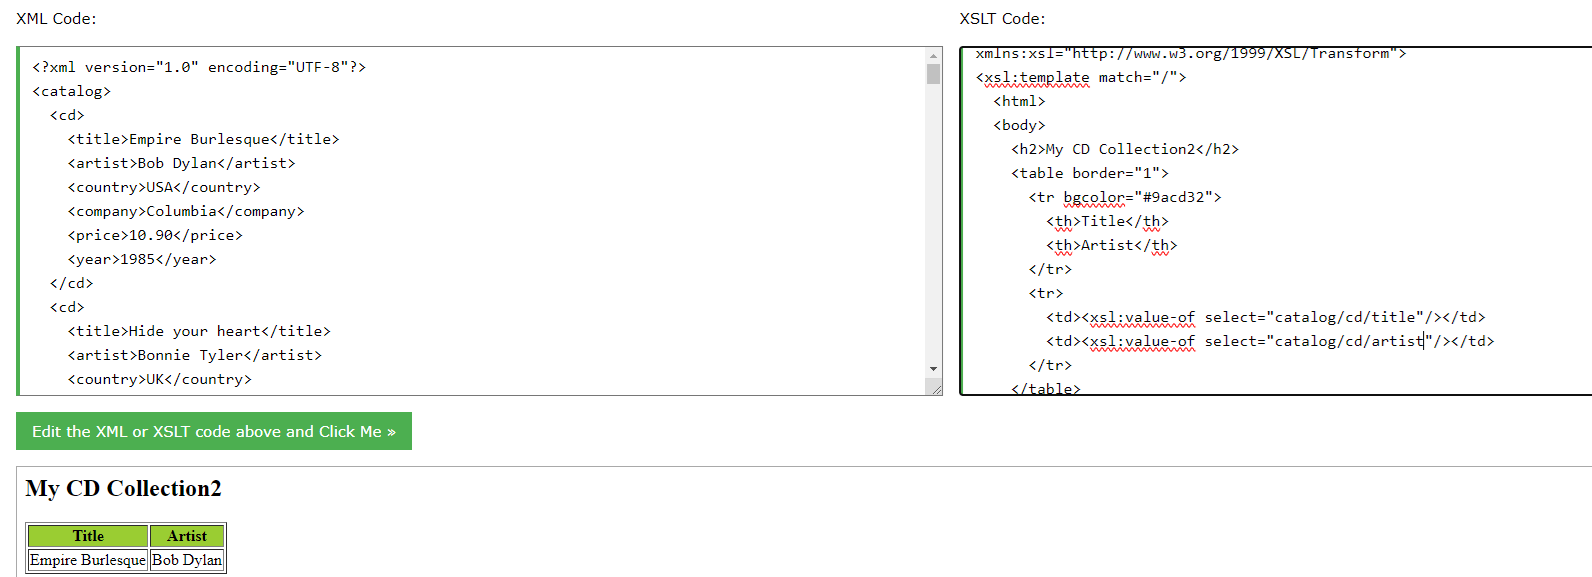 XML Code:
<?xml version="1.0" encoding="UTF-8"?>
<catalog>
  <cd>
    <title>Empire Burlesque</title>
    <artist>Bob Dylan</artist>
    <country>USA</country>
    <company>Columbia</company>
    <price>10.90</price>
    <year>1985</year>
  </cd>
  <cd>
    <title>Hide your heart</title>
    <artist>Bonnie Tyler</artist>
    <country>UK</country>
XSLT Code:
xmlns:xsl="http://www.w3.org/1999/XSL/Transform">
<xsl:template match="/">
  <html>
  <body>
    <h2>My CD Collection2</h2>
    <table border="1">
      <tr bgcolor="#9acd32">
        <th>Title</th>
        <th>Artist</th>
      </tr>
      <tr>
        <td><xsl:value-of select="catalog/cd/title"/></td>
        <td><xsl:value-of select="catalog/cd/artist"/></td>
      </tr>
    </table>
Edit the XML or XSLT code above and Click Me »
My CD Collection2
Title Artist
Empire Burlesque Bob Dylan